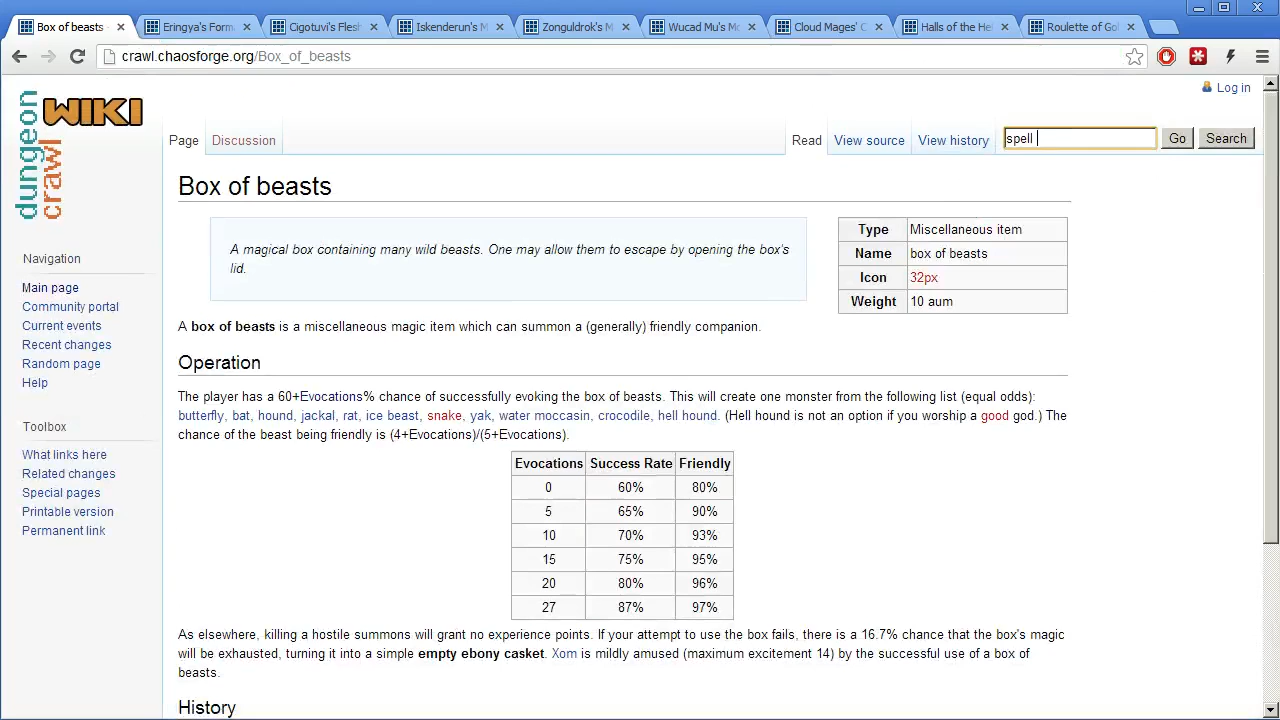 Box of beasts
Eringya's Form
Cigotuvi's Flesh
Iskenderun's M
Zonguldrok's M
Wucad Mu's Mo
Cloud Mages' C
Halls of the He
Roulette of Gol
crawl.chaosforge.org/Box_of_beasts
Log in
dungeon
crawl
WIKI
Page
Discussion
Read
View source
View history
spell
Go
Search
Box of beasts
A magical box containing many wild beasts. One may allow them to escape by opening the box's
lid.
Type Miscellaneous item
Name box of beasts
Icon 32px
Weight 10 aum
Navigation
Main page
Community portal
Current events
Recent changes
Random page
Help
Toolbox
What links here
Related changes
Special pages
Printable version
Permanent link
A box of beasts is a miscellaneous magic item which can summon a (generally) friendly companion.
Operation
The player has a 60+Evocations% chance of successfully evoking the box of beasts. This will create one monster from the following list (equal odds):
butterfly, bat, hound, jackal, rat, ice beast, snake, yak, water moccasin, crocodile, hell hound. (Hell hound is not an option if you worship a good god.) The
chance of the beast being friendly is (4+Evocations)/(5+Evocations).
Evocations Success Rate Friendly
0 60% 80%
5 65% 90%
10 70% 93%
15 75% 95%
20 80% 96%
27 87% 97%
As elsewhere, killing a hostile summons will grant no experience points. If your attempt to use the box fails, there is a 16.7% chance that the box's magic
will be exhausted, turning it into a simple empty ebony casket. Xom is mildly amused (maximum excitement 14) by the successful use of a box of
beasts.
History